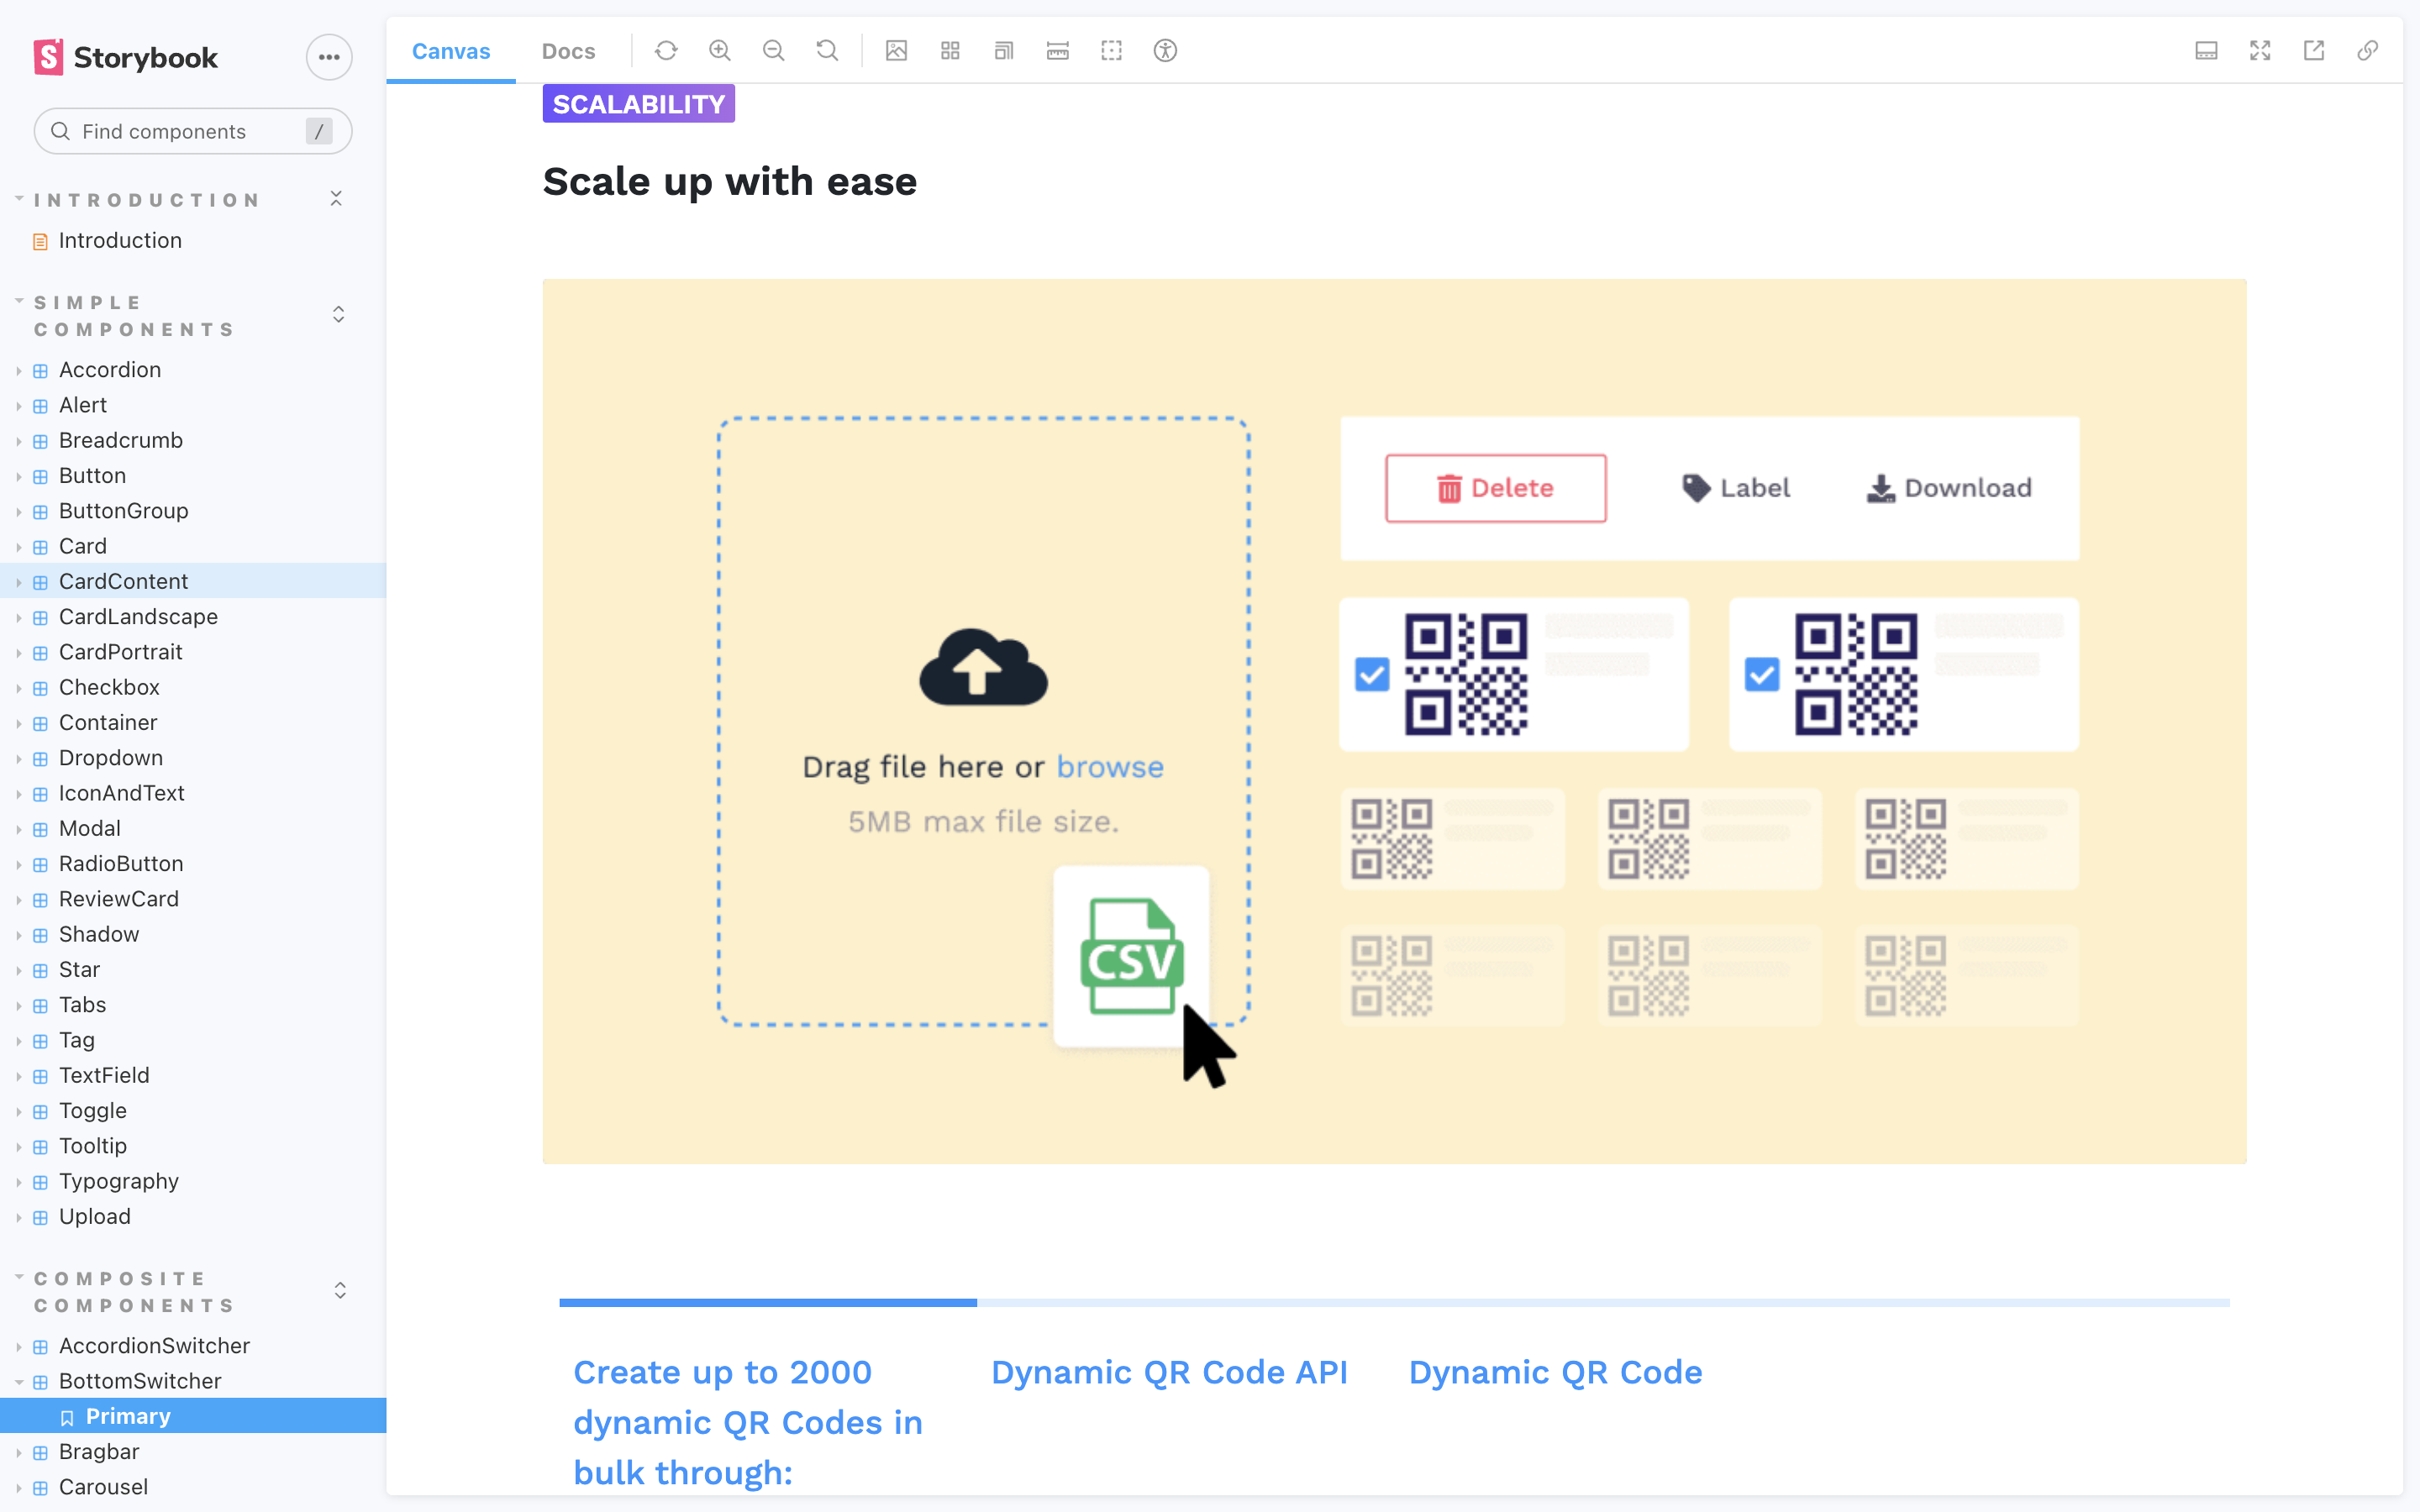 Storybook
Find components
/
INTRODUCTION
Introduction
SIMPLE
COMPONENTS
Accordion
Alert
Breadcrumb
Button
ButtonGroup
Card
CardContent
CardLandscape
CardPortrait
Checkbox
Container
Dropdown
IconAndText
Modal
RadioButton
ReviewCard
Shadow
Star
Tabs
Tag
TextField
Toggle
Tooltip
Typography
Upload
COMPOSITE
COMPONENTS
AccordionSwitcher
BottomSwitcher
Primary
Bragbar
Carousel
Canvas Docs
SCALABILITY
Scale up with ease
Drag file here or browse
5MB max file size.
CSV
Delete Label Download
Create up to 2000
dynamic QR Codes in
bulk through:
Dynamic QR Code API
Dynamic QR Code